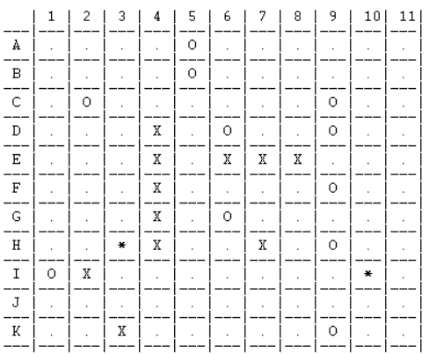 | 1 | 2 | 3 | 4 | 5 | 6 | 7 | 8 | 9 | 10| 11|
A | . | . | . | . | O | . | . | . | . | . | . |
B | . | . | . | . | O | . | . | . | . | . | . |
C | . | O | . | . | . | . | . | . | O | . | . |
D | . | . | . | X | . | O | . | . | O | . | . |
E | . | . | . | X | . | X | X | X | . | . | . |
F | . | . | . | X | . | . | . | . | O | . | . |
G | . | . | . | X | . | O | . | . | . | . | . |
H | . | . | * | X | . | . | X | . | O | . | . |
I | O | X | . | . | . | . | . | . | . | * | . |
J | . | . | . | . | . | . | . | . | . | . | . |
K | . | . | X | . | . | . | . | . | O | . | . |